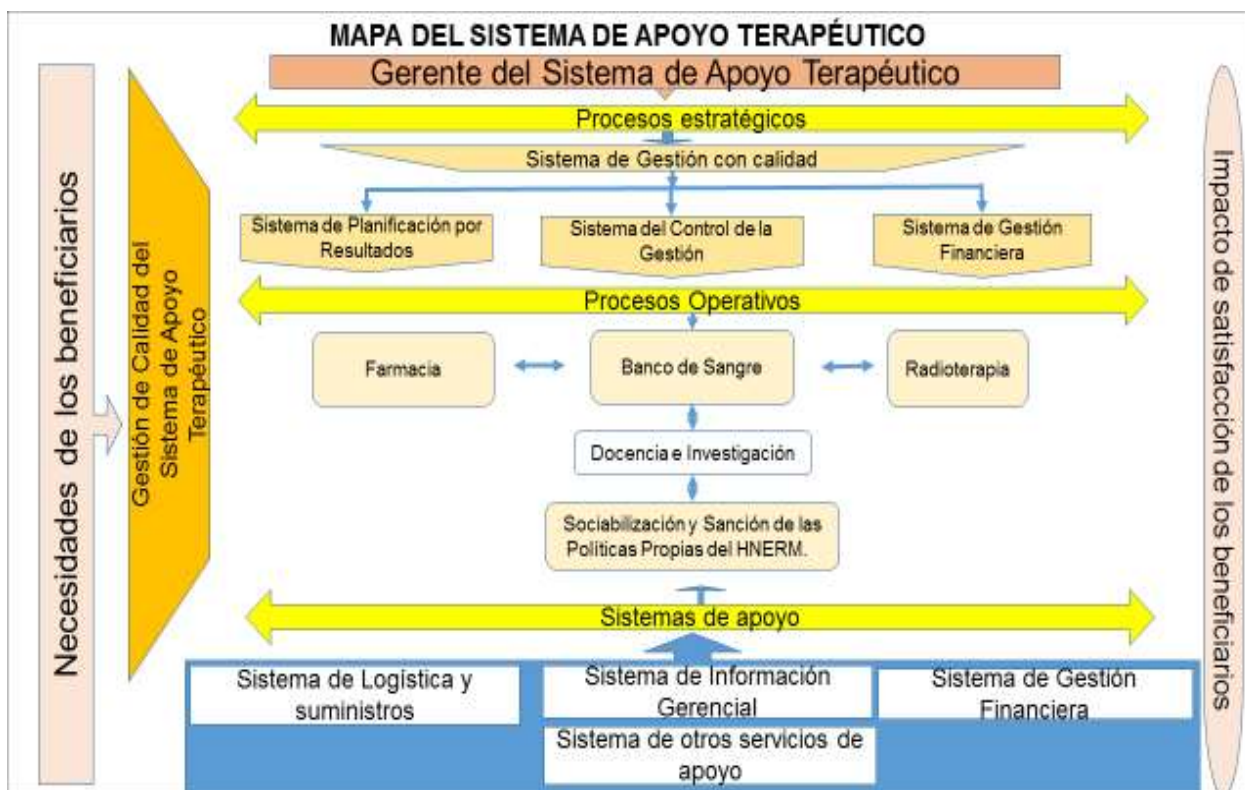 MAPA DEL SISTEMA DE APOYO TERAPÉUTICO
Gerente del Sistema de Apoyo Terapéutico
Necesidades de los beneficiarios
Gestión de Calidad del
Sistema de Apoyo
Terapéutico
Procesos estratégicos
Sistema de Gestión con calidad
Sistema de Planificación por
Resultados
Sistema del Control de la
Gestión
Sistema de Gestión
Financiera
Procesos Operativos
Farmacia
Banco de Sangre
Radioterapia
Docencia e Investigación
Sociabilización y Sanción de las
Políticas Propias del HNERM.
Sistemas de apoyo
Sistema de Logística y
suministros
Sistema de Información
Gerencial
Sistema de Gestión
Financiera
Sistema de otros servicios de
apoyo
Impacto de satisfacción de los beneficiarios